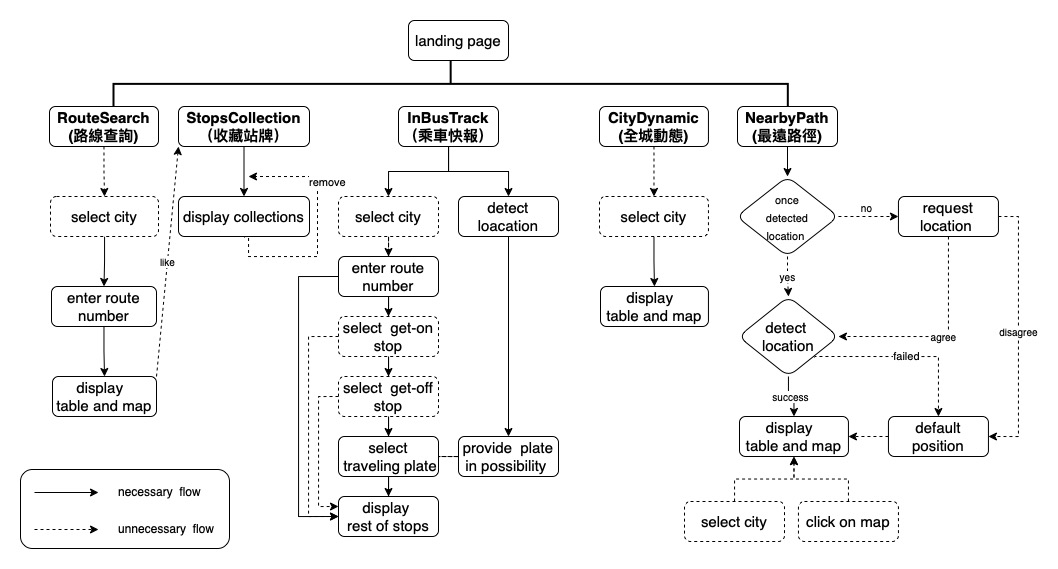 landing page
RouteSearch
(路線查詢)
StopsCollection
(收藏站牌)
InBusTrack
(乘車快報)
CityDynamic
(全城動態)
NearbyPath
(最遠路徑)
select city
enter route
number
display
table and map
like
display collections
remove
select city
enter route
number
select get-on
stop
select get-off
stop
select
traveling plate
display
rest of stops
detect
loacation
provide plate
in possibility
select city
display
table and map
once
detected
location
no
request
location
yes
detect
location
agree
disagree
failed
success
display
table and map
default
position
select city
click on map
necessary flow
unnecessary flow